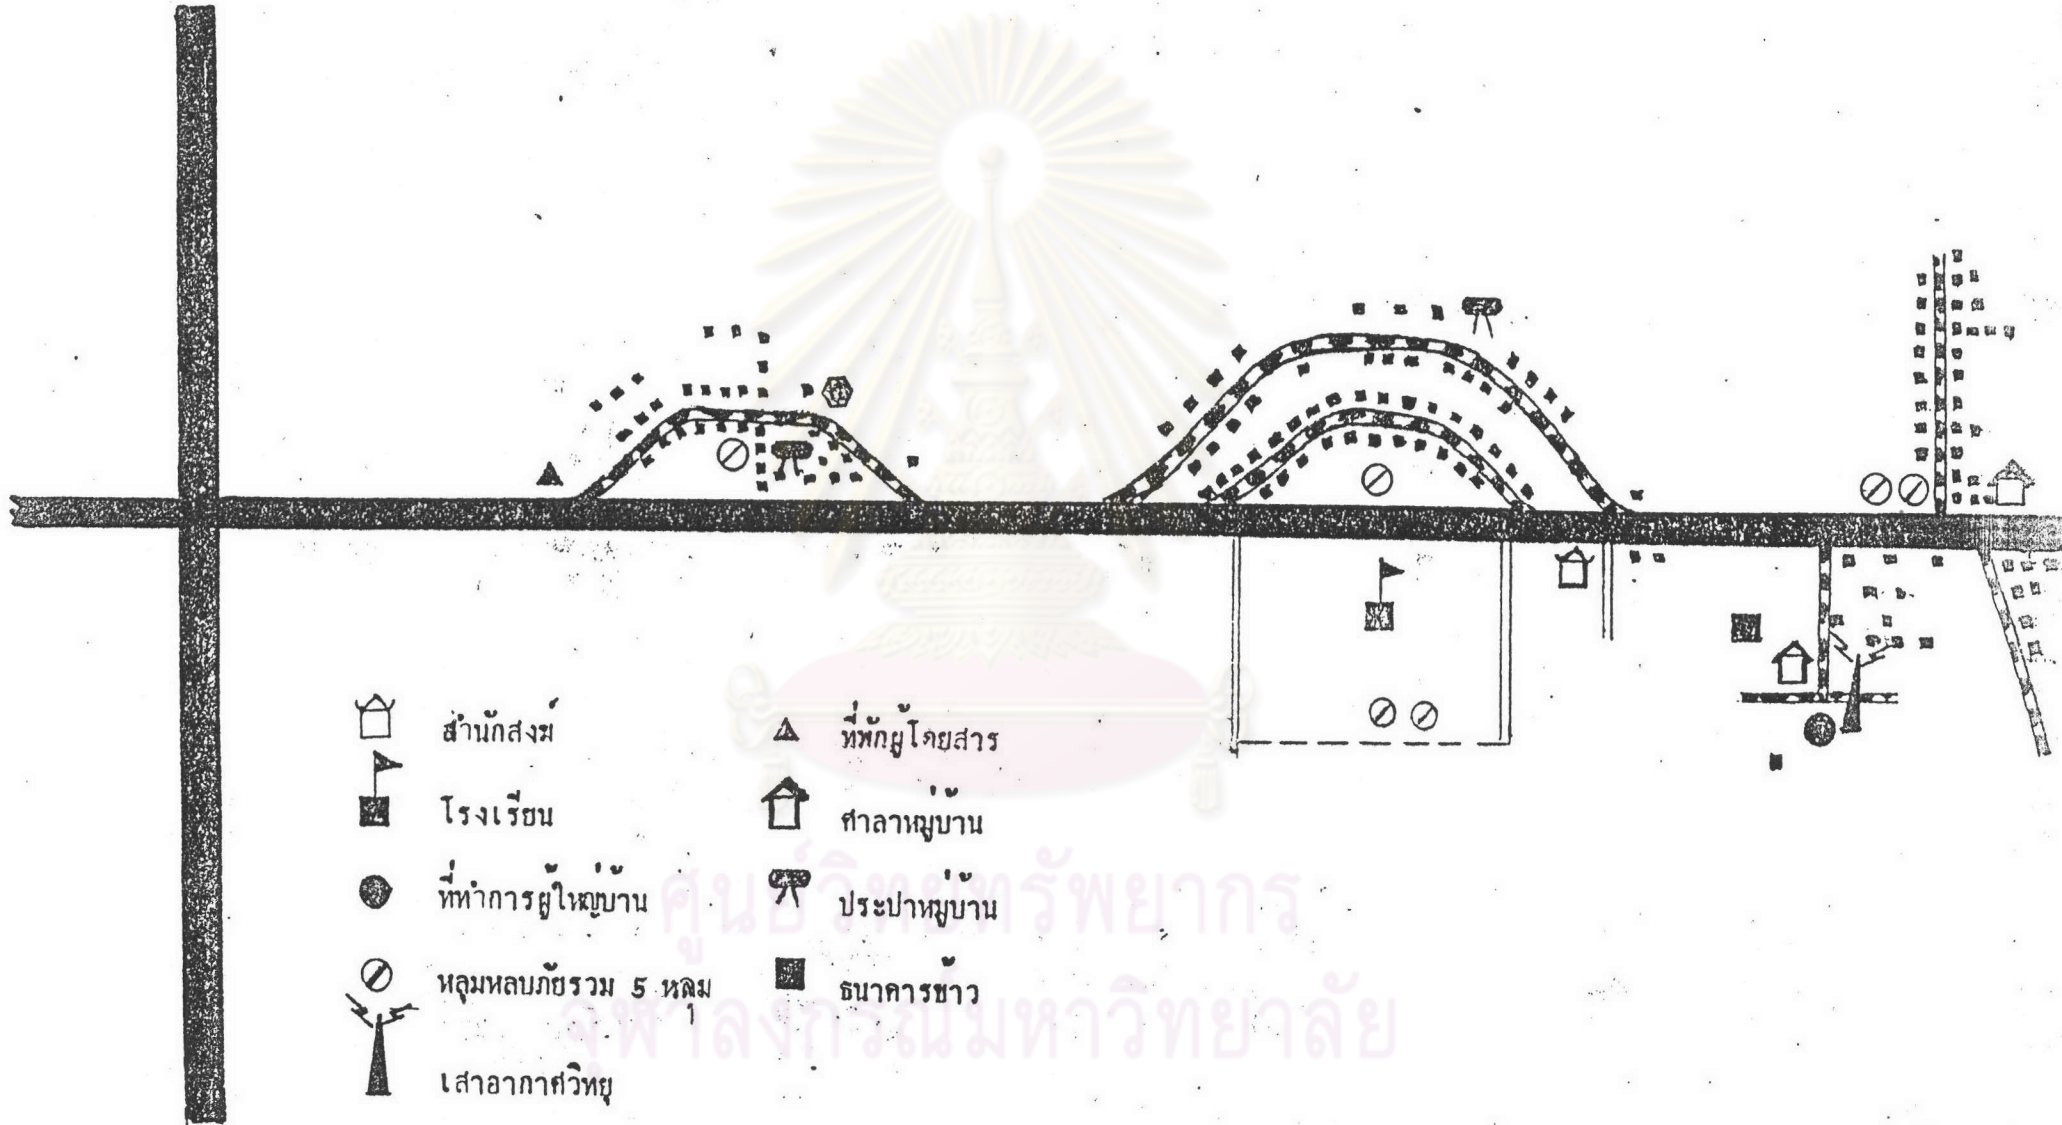 สำนักสงฆ์
โรงเรียน
ที่ทำการผู้ใหญ่บ้าน
หลุมหลบภัยรวม 5 หลุม
เสาอากาศวิทยุ
ที่พักผู้โดยสาร
ศาลาหมู่บ้าน
ประปาหมู่บ้าน
ธนาคารข้าว
ศูนย์วิทยทรัพยากร
จุฬาลงกรณ์มหาวิทยาลัย